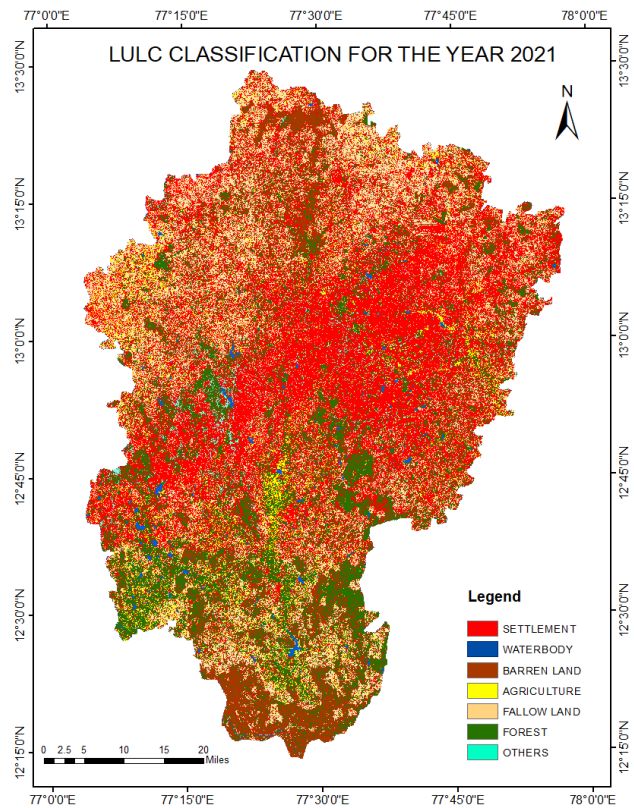 77°0'0"E 77°15'0"E 77°30'0"E 77°45'0"E 78°0'0"E
LULC CLASSIFICATION FOR THE YEAR 2021
N
13°30'0"N 13°30'0"N
13°15'0"N 13°15'0"N
13°0'0"N 13°0'0"N
12°45'0"N 12°45'0"N
12°30'0"N 12°30'0"N
12°15'0"N 12°15'0"N
Legend
SETTLEMENT
WATERBODY
BARREN LAND
AGRICULTURE
FALLOW LAND
FOREST
OTHERS
0 2.5 5 10 15 20
Miles
77°0'0"E 77°15'0"E 77°30'0"E 77°45'0"E 78°0'0"E